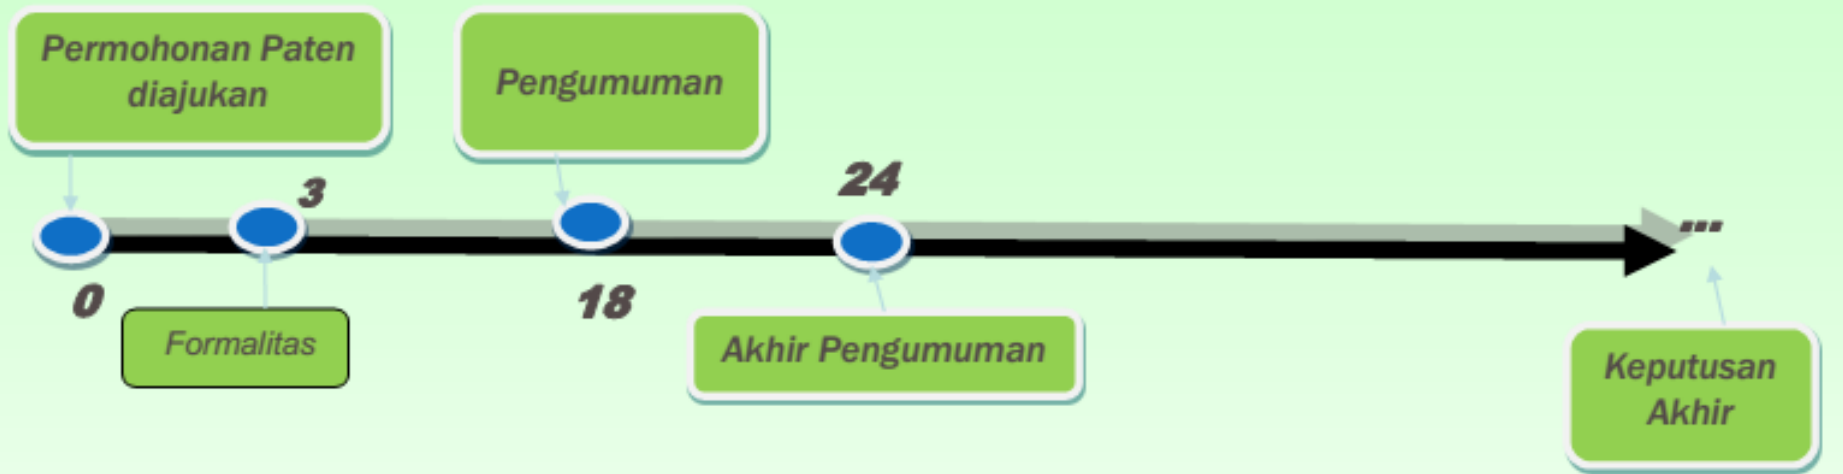 Permohonan Paten
diajukan
Pengumuman
3
24
...
0
18
Formalitas
Akhir Pengumuman
Keputusan
Akhir